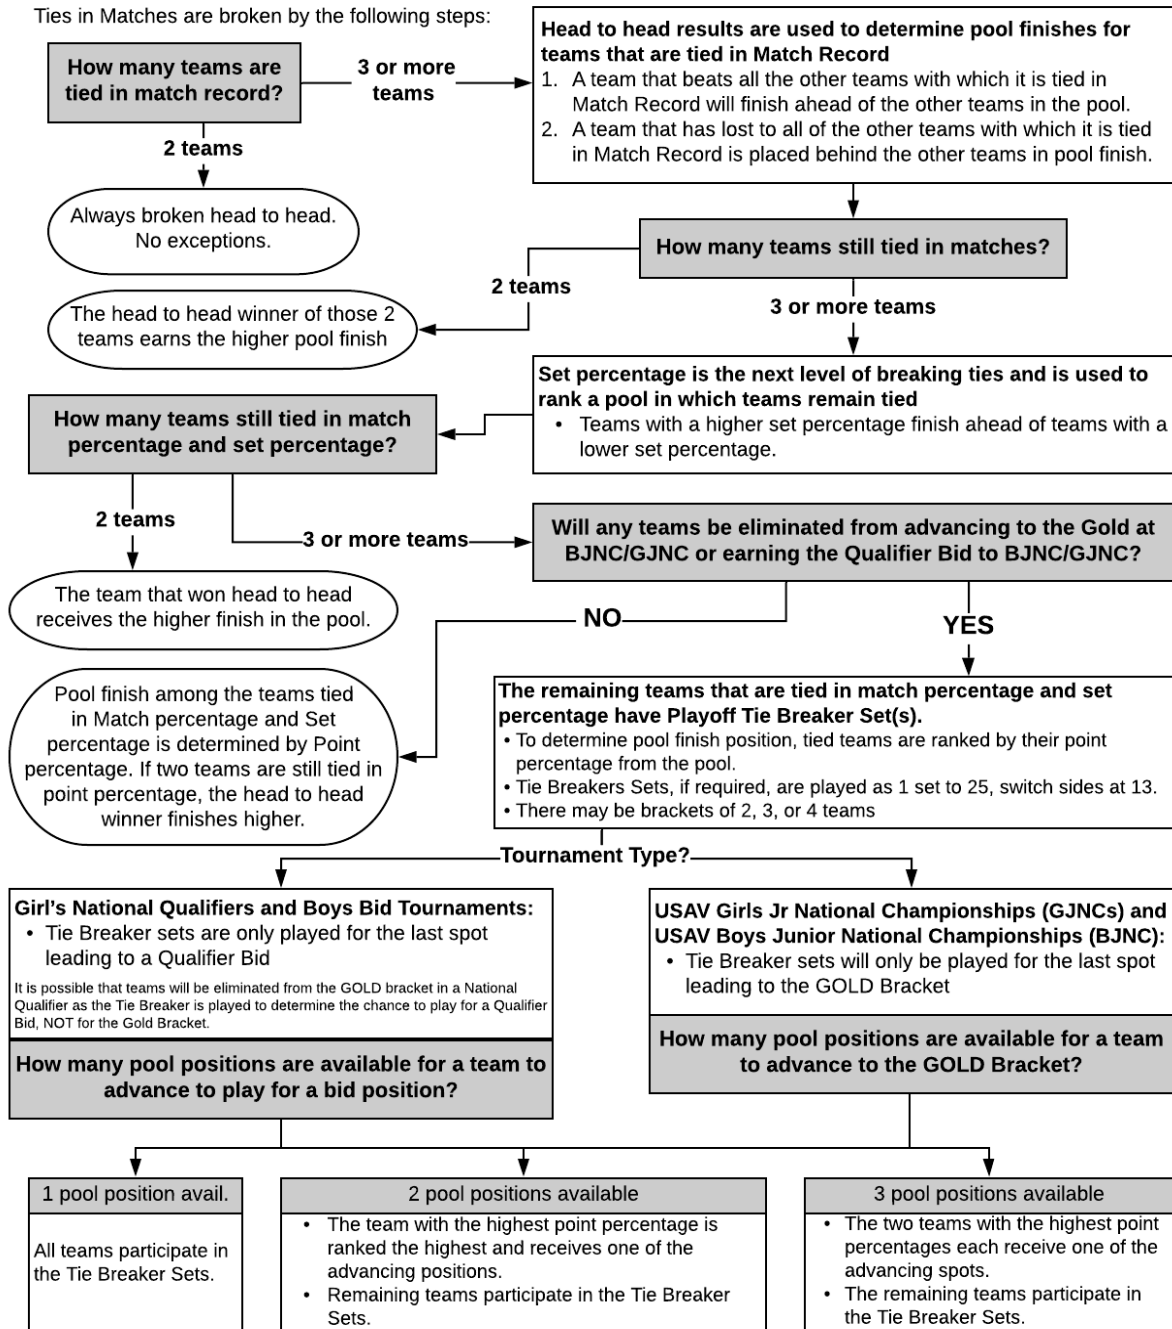 Ties in Matches are broken by the following steps:
How many teams are
tied in match record?
3 or more
teams
Head to head results are used to determine pool finishes for
teams that are tied in Match Record
1. A team that beats all the other teams with which it is tied in
Match Record will finish ahead of the other teams in the pool.
2. A team that has lost to all of the other teams with which it is tied
in Match Record is placed behind the other teams in pool finish.
2 teams
Always broken head to head.
No exceptions.
How many teams still tied in matches?
2 teams
The head to head winner of those 2
teams earns the higher pool finish
3 or more teams
Set percentage is the next level of breaking ties and is used to
rank a pool in which teams remain tied
• Teams with a higher set percentage finish ahead of teams with a
lower set percentage.
How many teams still tied in match
percentage and set percentage?
2 teams
3 or more teams
Will any teams be eliminated from advancing to the Gold at
BJNC/GJNC or earning the Qualifier Bid to BJNC/GJNC?
The team that won head to head
receives the higher finish in the pool.
NO
YES
Pool finish among the teams tied
in Match percentage and Set
percentage is determined by Point
percentage. If two teams are still tied in
point percentage, the head to head
winner finishes higher.
The remaining teams that are tied in match percentage and set
percentage have Playoff Tie Breaker Set(s).
• To determine pool finish position, tied teams are ranked by their point
percentage from the pool.
• Tie Breakers Sets, if required, are played as 1 set to 25, switch sides at 13.
• There may be brackets of 2, 3, or 4 teams
Tournament Type?
Girl's National Qualifiers and Boys Bid Tournaments:
• Tie Breaker sets are only played for the last spot
leading to a Qualifier Bid
It is possible that teams will be eliminated from the GOLD bracket in a National
Qualifier as the Tie Breaker is played to determine the chance to play for a Qualifier
Bid, NOT for the Gold Bracket.
How many pool positions are available for a team to
advance to play for a bid position?
USAV Girls Jr National Championships (GJNCs) and
USAV Boys Junior National Championships (BJNC):
• Tie Breaker sets will only be played for the last spot
leading to the GOLD Bracket
How many pool positions are available for a team
to advance to the GOLD Bracket?
1 pool position avail.
All teams participate in
the Tie Breaker Sets.
2 pool positions available
• The team with the highest point percentage is
ranked the highest and receives one of the
advancing positions.
• Remaining teams participate in the Tie Breaker
Sets.
3 pool positions available
• The two teams with the highest point
percentages each receive one of the
advancing spots.
• The remaining teams participate in
the Tie Breaker Sets.